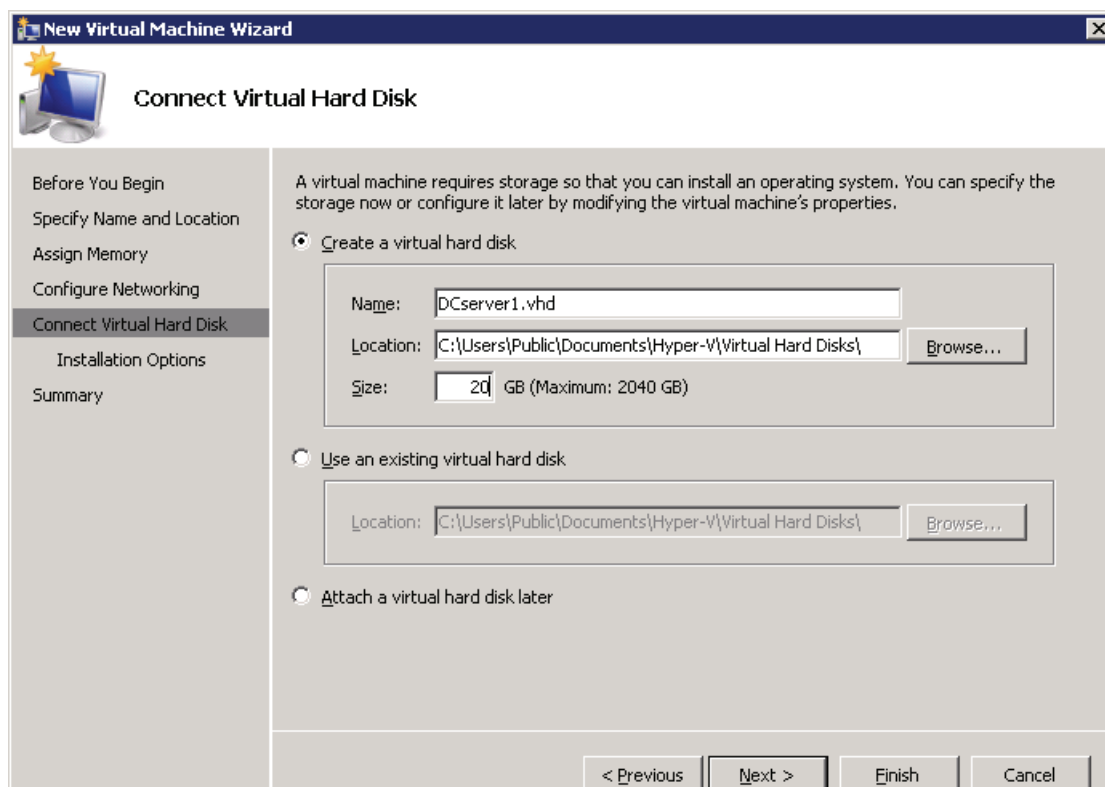 New Virtual Machine Wizard
Connect Virtual Hard Disk
Before You Begin
Specify Name and Location
Assign Memory
Configure Networking
Connect Virtual Hard Disk
Installation Options
Summary
A virtual machine requires storage so that you can install an operating system. You can specify the
storage now or configure it later by modifying the virtual machine's properties.
Create a virtual hard disk
Name: DCserver1.vhd
Location: C:\Users\Public\Documents\Hyper-V\Virtual Hard Disks\ Browse...
Size: 20 GB (Maximum: 2040 GB)
Use an existing virtual hard disk
Location: C:\Users\Public\Documents\Hyper-V\Virtual Hard Disks\ Browse...
Attach a virtual hard disk later
< Previous Next > Finish Cancel